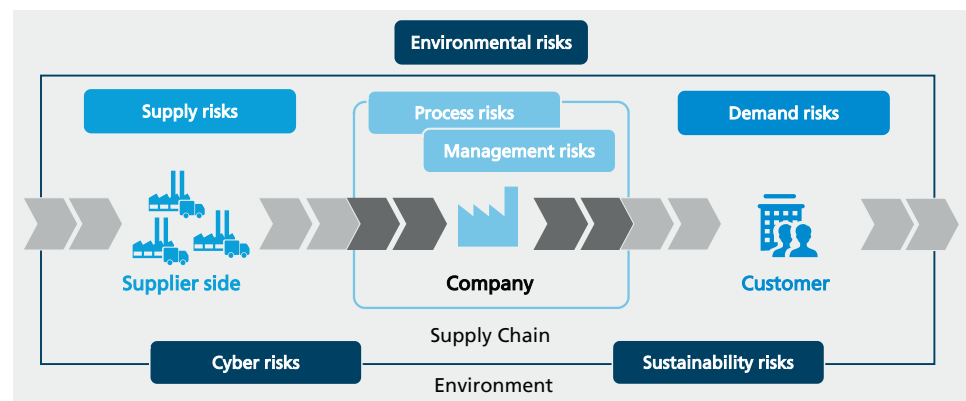 Environmental risks
Supply risks
Process risks
Demand risks
Management risks
Supplier side
Company
Customer
Supply Chain
Cyber risks
Sustainability risks
Environment